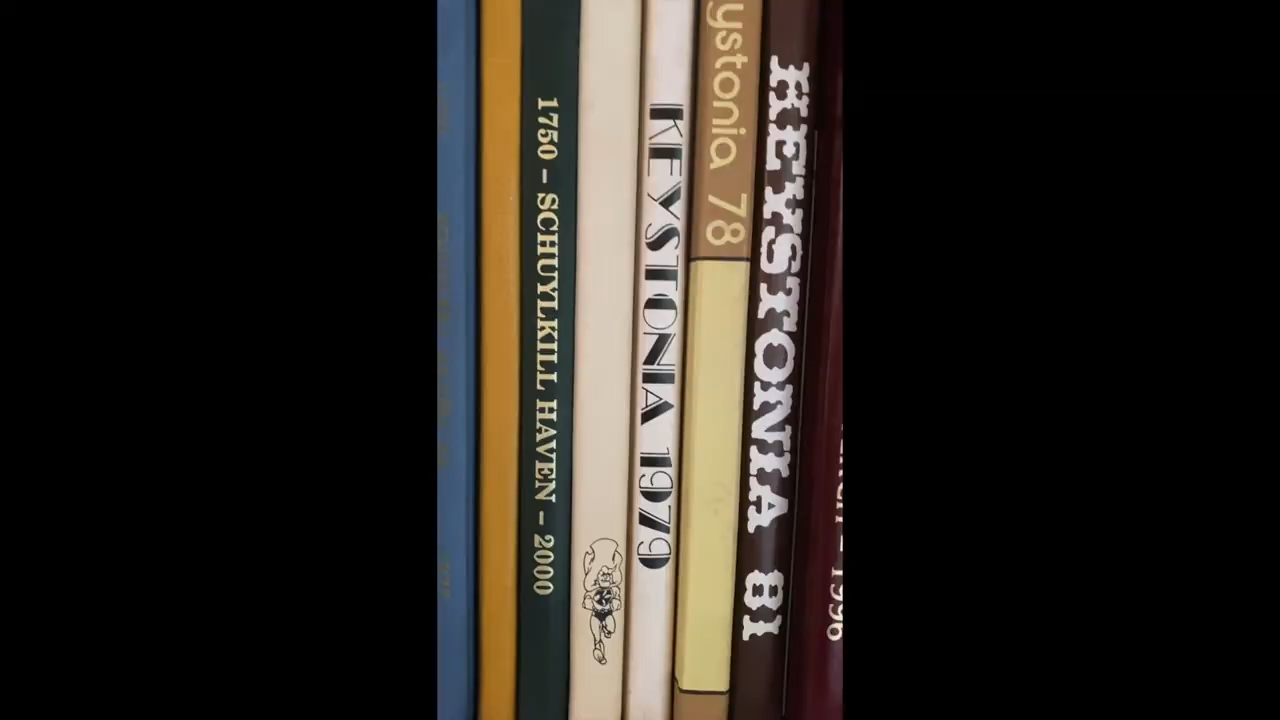 1750 – SCHUYLKILL HAVEN – 2000
KEYSTONIA 1979
ystonia 78
KEYSTONIA 81
1996